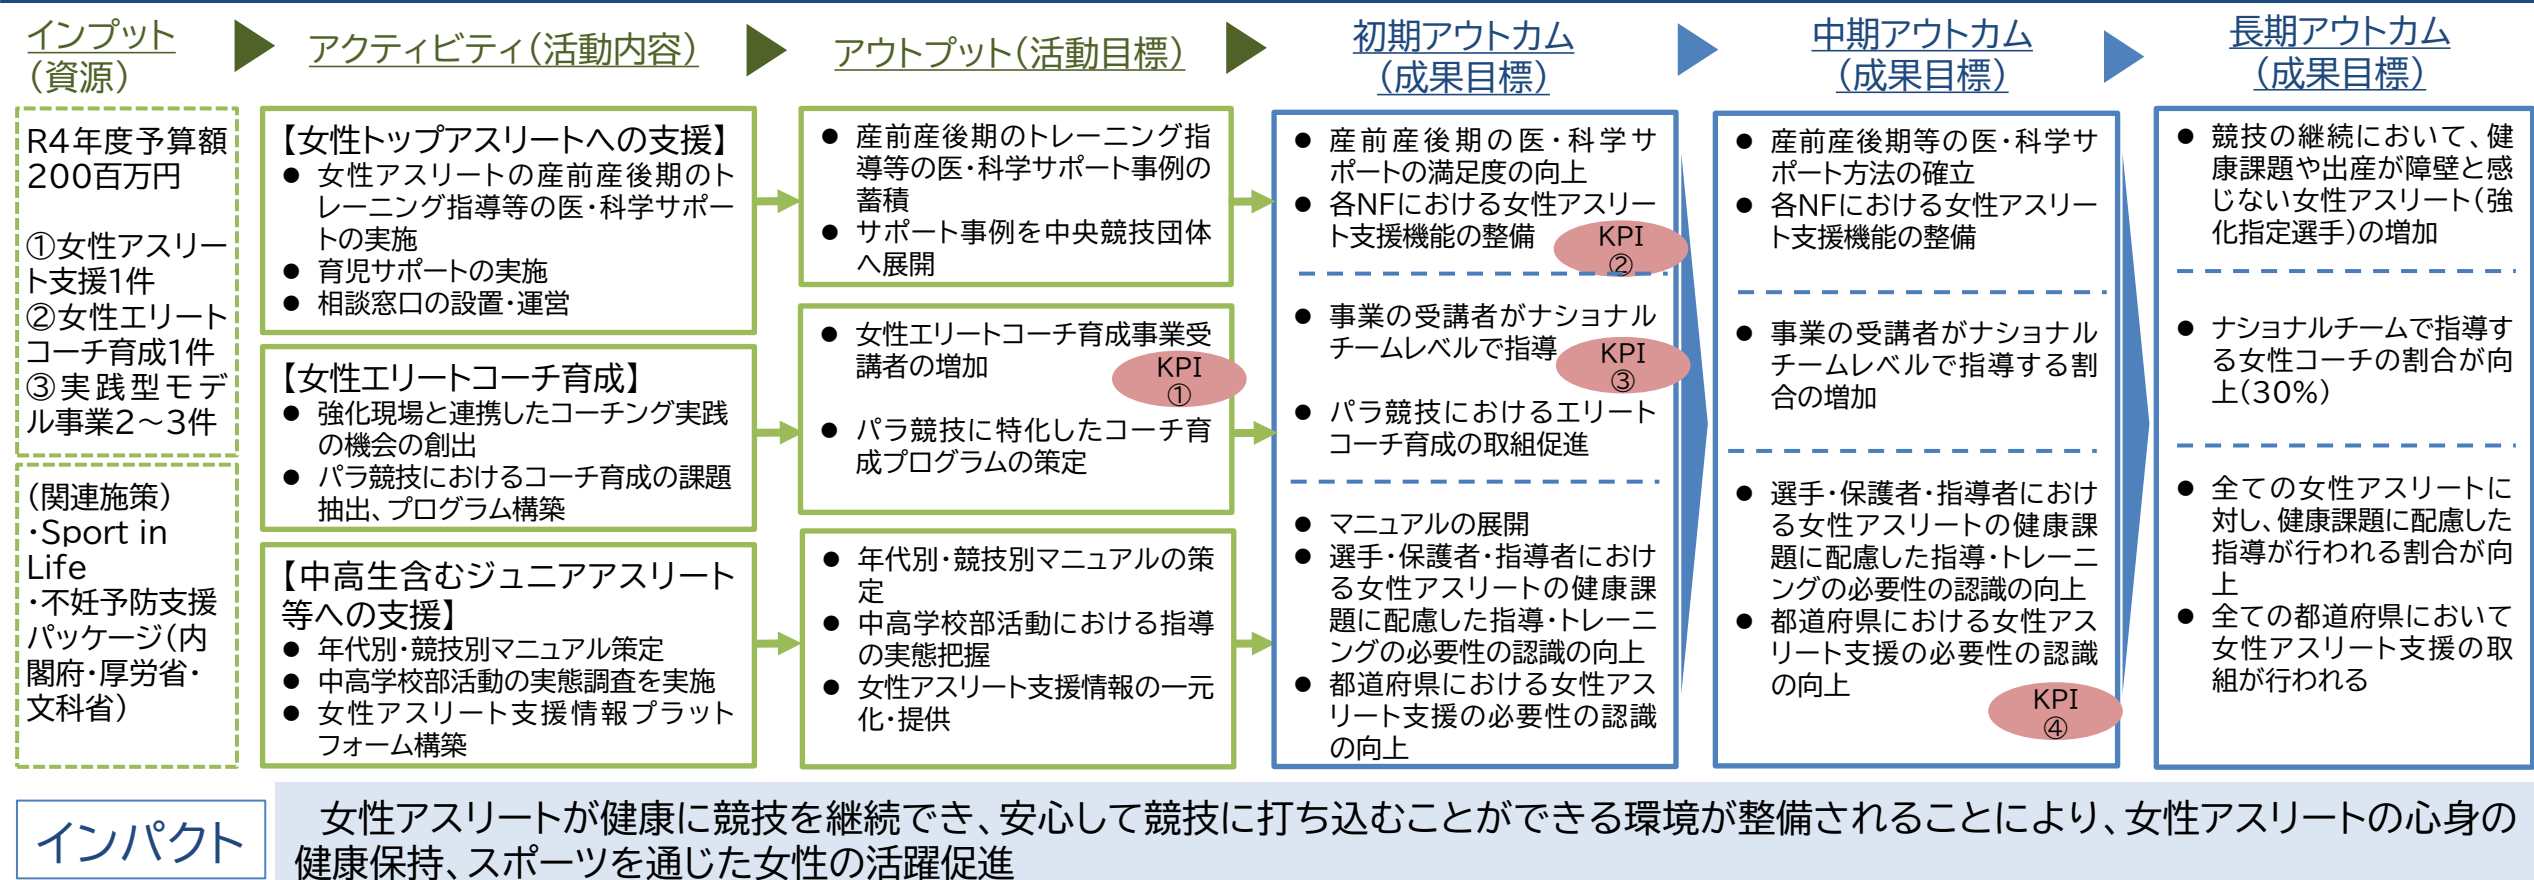 インプット
（資源）
アクティビティ（活動内容）
アウトプット（活動目標）
初期アウトカム
（成果目標）
中期アウトカム
（成果目標）
長期アウトカム
（成果目標）
R4年度予算額
200百万円
①女性アスリー
ト支援1件
②女性エリート
コーチ育成1件
③実践型モデ
ル事業2～3件
（関連施策）
・Sport in
Life
・不妊予防支援
パッケージ（内
閣府・厚労省・
文科省）
【女性トップアスリートへの支援】
● 女性アスリートの産前産後期のト
レーニング指導等の医・科学サポー
トの実施
● 育児サポートの実施
● 相談窓口の設置・運営
【女性エリートコーチ育成】
● 強化現場と連携したコーチング実践
の機会の創出
● パラ競技におけるコーチ育成の課題
抽出、プログラム構築
【中高生含むジュニアアスリート
等への支援】
● 年代別・競技別マニュアル策定
● 中高学校部活動の実態調査を実施
● 女性アスリート支援情報プラット
フォーム構築
● 産前産後期のトレーニング指
導等の医・科学サポート事例の
蓄積
● サポート事例を中央競技団体
へ展開
● 女性エリートコーチ育成事業受
講者の増加
KPI
①
● パラ競技に特化したコーチ育
成プログラムの策定
● 年代別・競技別マニュアルの策
定
● 中高学校部活動における指導
の実態把握
● 女性アスリート支援情報の一元
化・提供
● 産前産後期の医・科学サ
ポートの満足度の向上
● 各NFにおける女性アスリー
ト支援機能の整備
KPI
②
● 事業の受講者がナショナル
チームレベルで指導
KPI
③
● パラ競技におけるエリート
コーチ育成の取組促進
● マニュアルの展開
● 選手・保護者・指導者におけ
る女性アスリートの健康課
題に配慮した指導・トレーニ
ングの必要性の認識の向上
● 都道府県における女性アス
リート支援の必要性の認識
の向上
● 産前産後期等の医・科学サ
ポート方法の確立
● 各NFにおける女性アスリー
ト支援機能の整備
● 事業の受講者がナショナル
チームレベルで指導する割
合の増加
● 選手・保護者・指導者におけ
る女性アスリートの健康課
題に配慮した指導・トレーニ
ングの必要性の認識の向上
● 都道府県における女性アス
リート支援の必要性の認識
の向上
KPI
④
● 競技の継続において、健
康課題や出産が障壁と感
じない女性アスリート（強
化指定選手）の増加
● ナショナルチームで指導す
る女性コーチの割合が向
上（30%）
● 全ての女性アスリートに
対し、健康課題に配慮した
指導が行われる割合が向
上
● 全ての都道府県において
女性アスリート支援の取
組が行われる
インパクト
女性アスリートが健康に競技を継続でき、安心して競技に打ち込むことができる環境が整備されることにより、女性アスリートの心身の
健康保持、スポーツを通じた女性の活躍促進